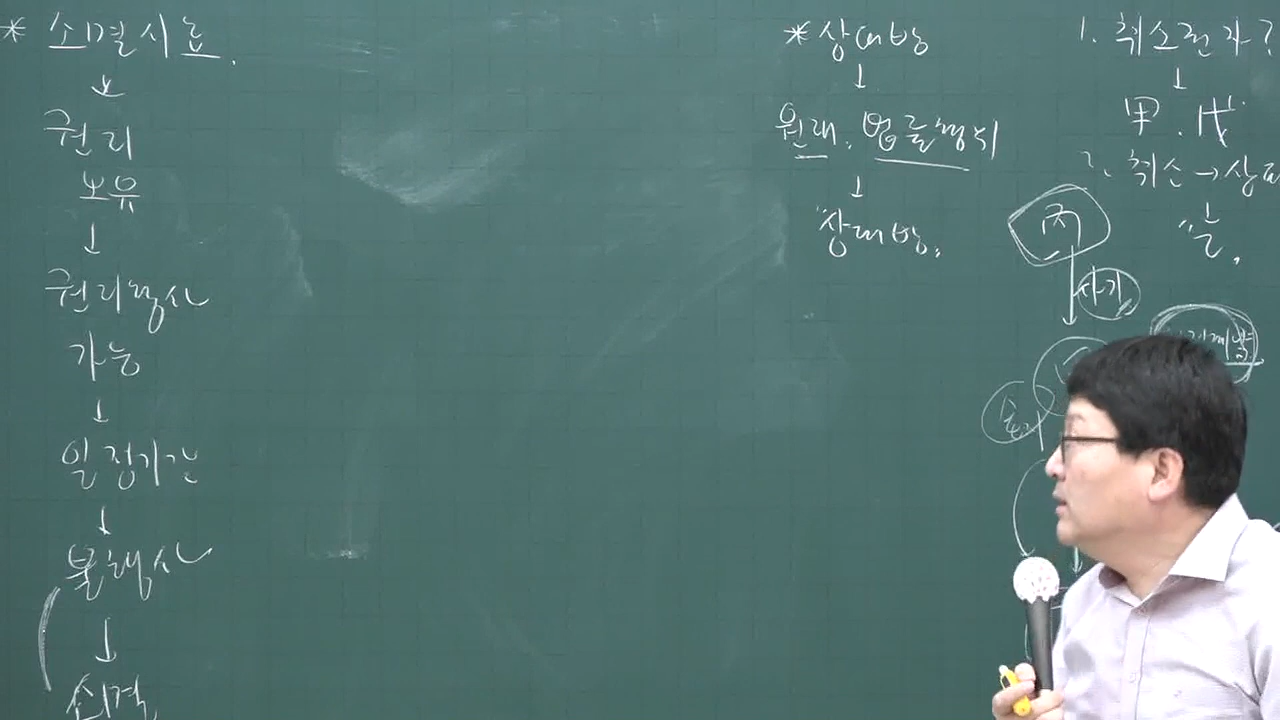 * 소멸시효.
↓
권리
보유
↓
권리행사
가능
↓
일정기간
↓
불행사
↓
소멸
* 상대방
↓
원래. 법률행위
↓
"상대방.
1. 취소권자?
↓
甲. 代
2. 취소→상
丙
사기